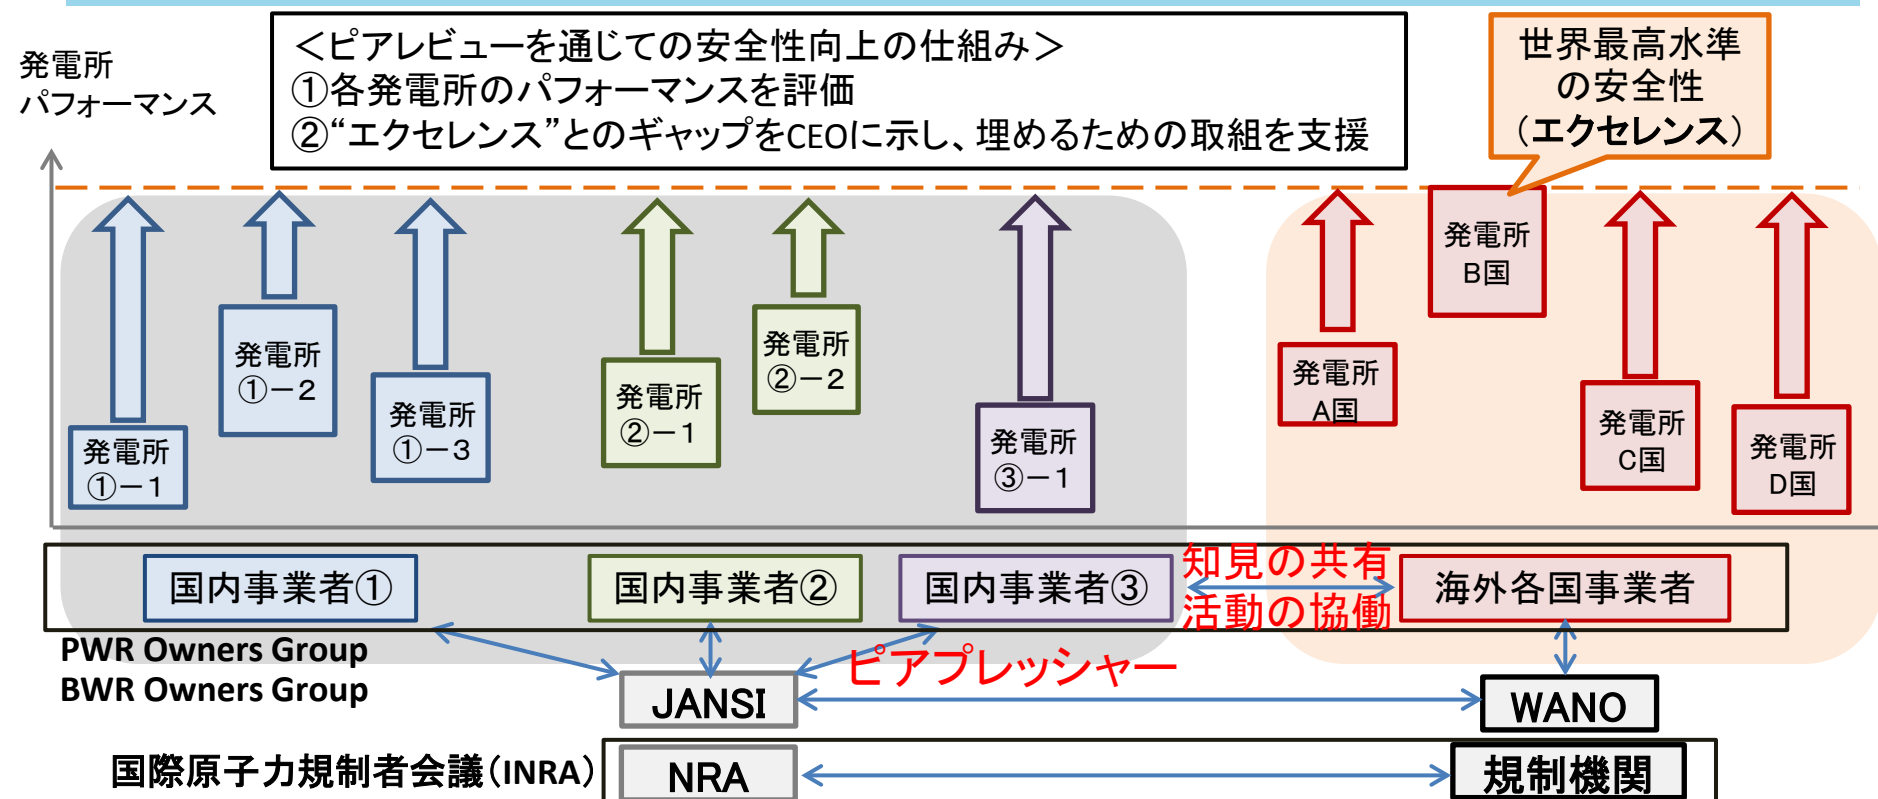 発電所
パフォーマンス
＜ピアレビューを通じての安全性向上の仕組み＞
①各発電所のパフォーマンスを評価
②“エクセレンス”とのギャップをCEOに示し、埋めるための取組を支援
世界最高水準
の安全性
（エクセレンス）
発電所
①－1
発電所
①－2
発電所
①－3
発電所
②－1
発電所
②－2
発電所
③－1
発電所
A国
発電所
B国
発電所
C国
発電所
D国
国内事業者①
国内事業者②
国内事業者③
知見の共有
活動の協働
海外各国事業者
PWR Owners Group
BWR Owners Group
ピアプレッシャー
JANSI
WANO
国際原子力規制者会議（INRA）
NRA
規制機関